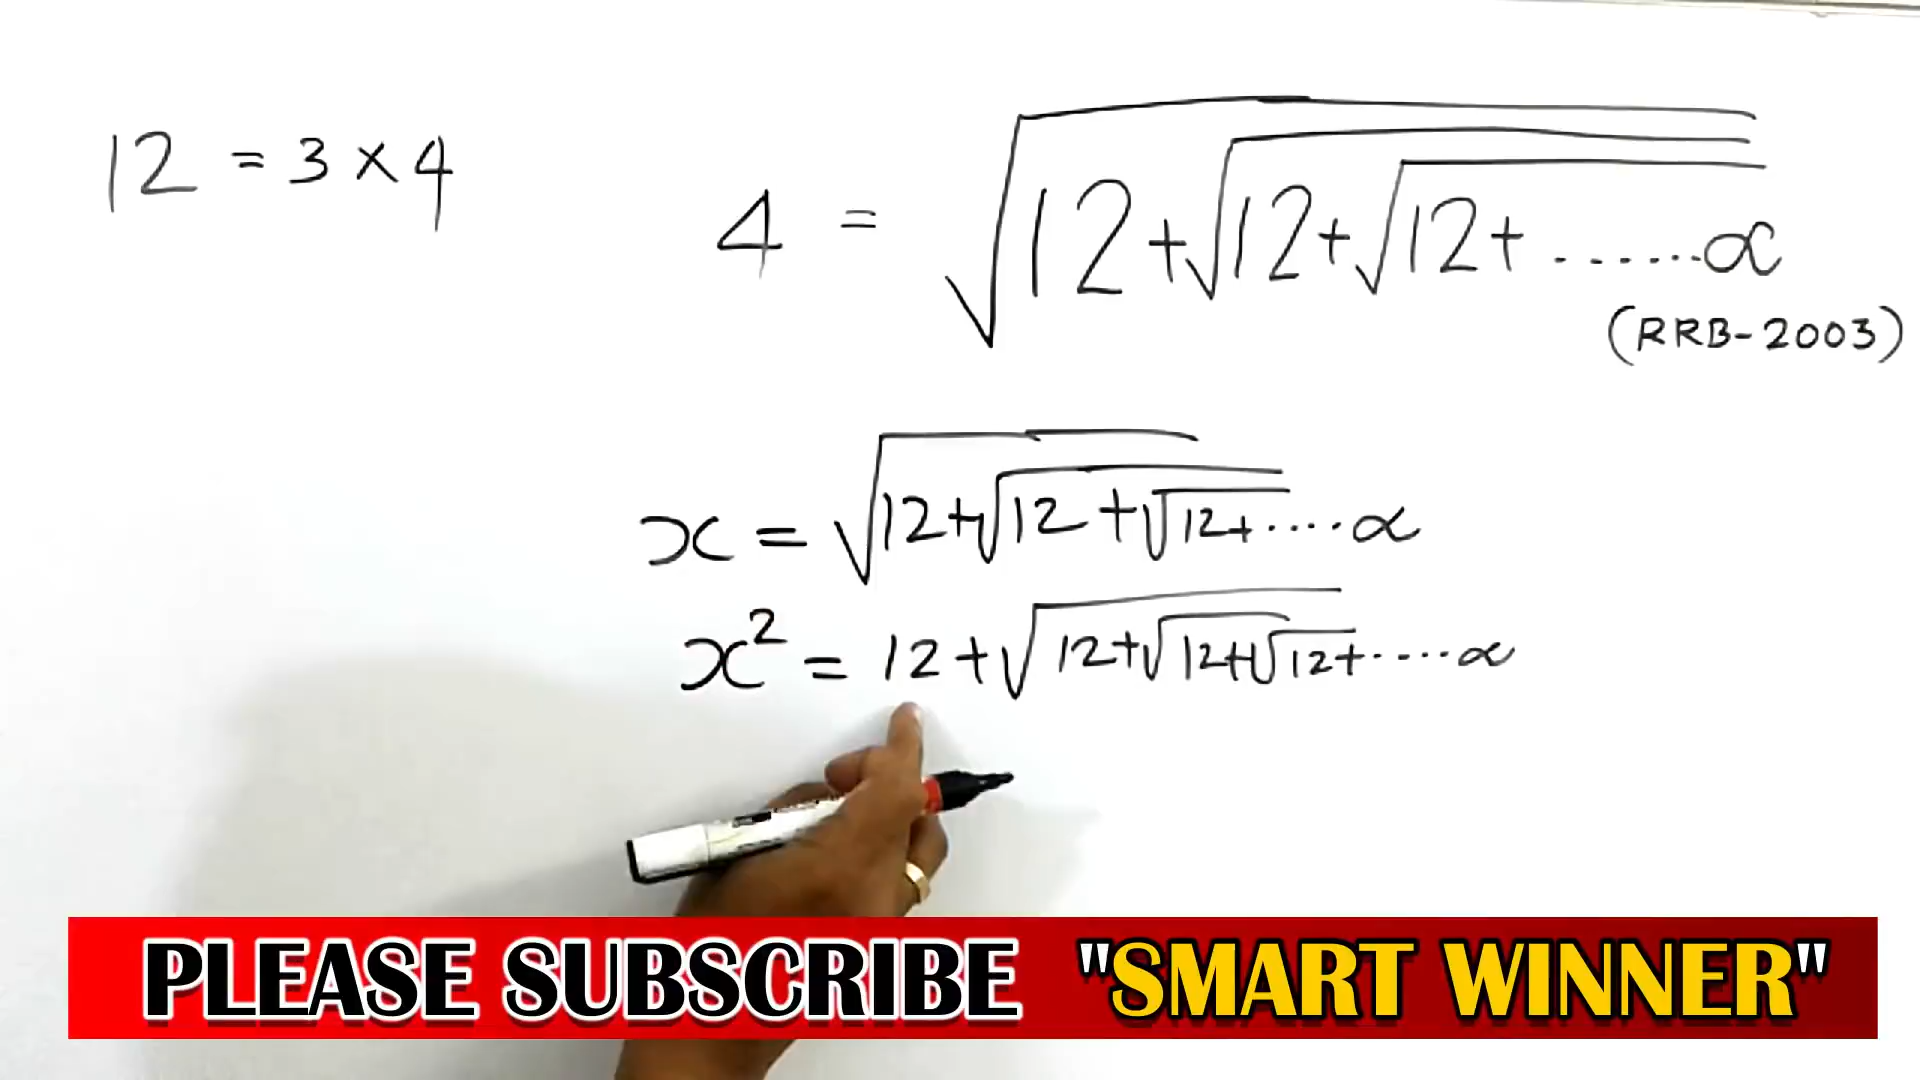 12 = 3 × 4
4 = √12+√12+√12+ ......∝
(RRB-2003)
x = √12+√12+√12+....∝
x² = 12+√12+√12+√12+....∝
PLEASE SUBSCRIBE "SMART WINNER"